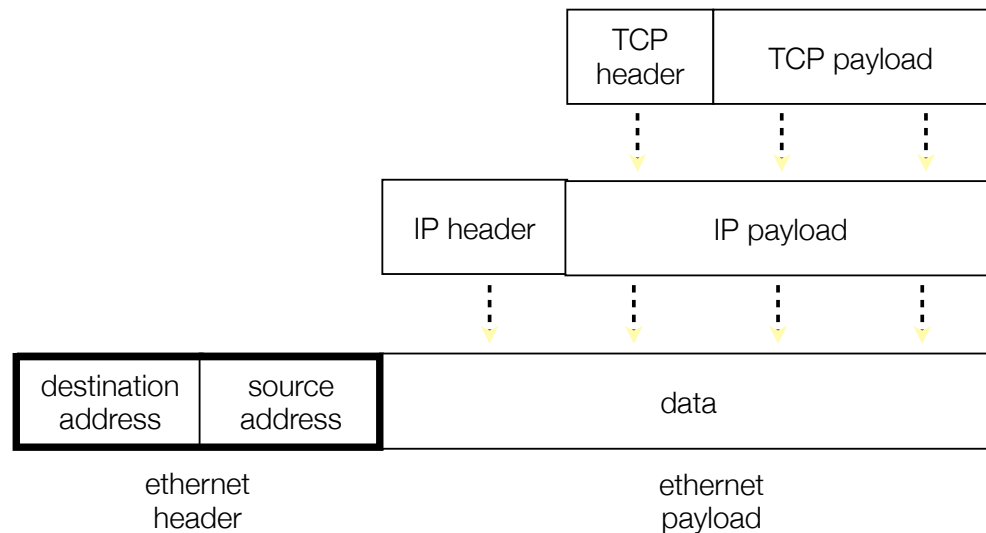 TCP
header
TCP payload
IP header
IP payload
destination
address
source
address
data
ethernet
header
ethernet
payload